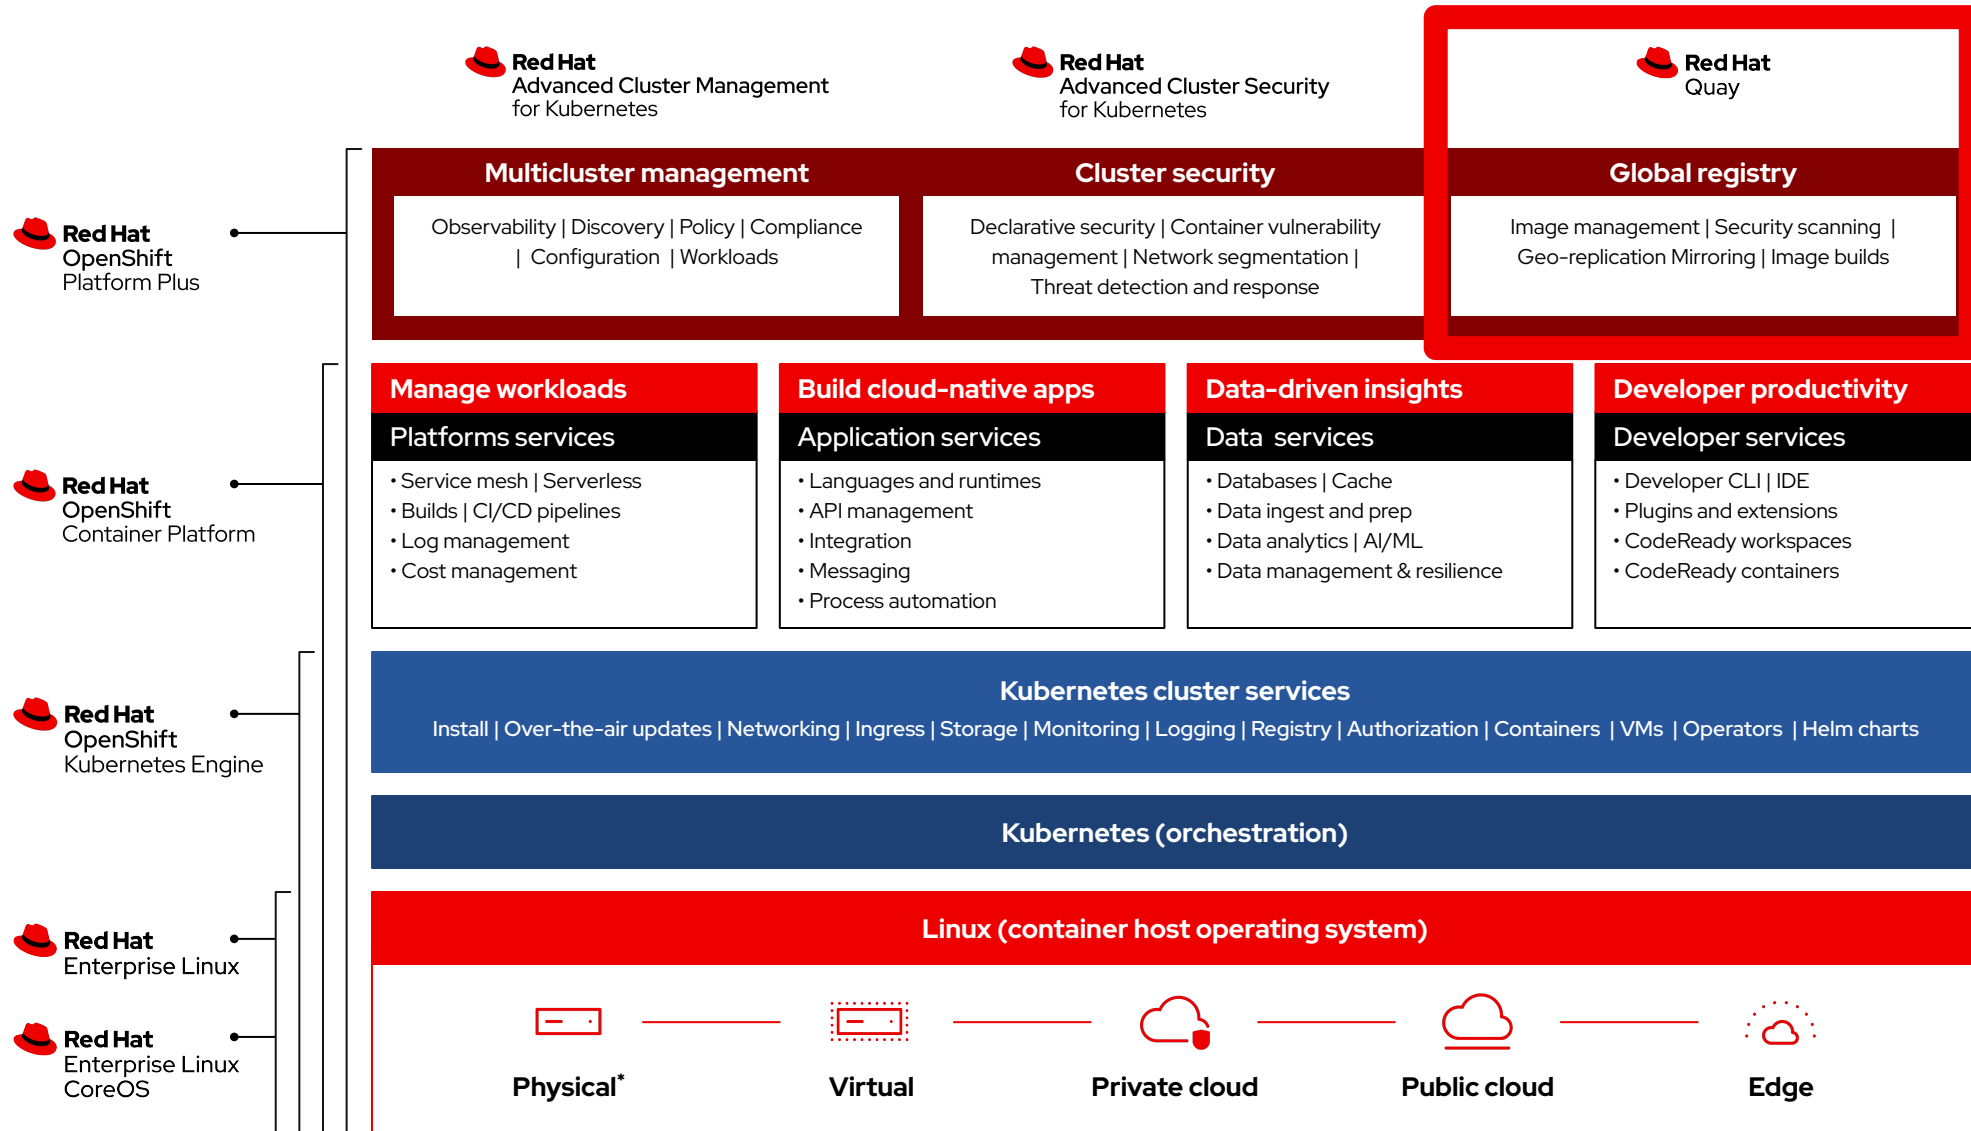 Red Hat
Advanced Cluster Management
for Kubernetes
Red Hat
Advanced Cluster Security
for Kubernetes
Red Hat
Quay
Red Hat
OpenShift
Platform Plus
Multicluster management
Observability | Discovery | Policy | Compliance
| Configuration | Workloads
Cluster security
Declarative security | Container vulnerability
management | Network segmentation |
Threat detection and response
Global registry
Image management | Security scanning |
Geo-replication Mirroring | Image builds
Red Hat
OpenShift
Container Platform
Manage workloads
Platforms services
• Service mesh | Serverless
• Builds | CI/CD pipelines
• Log management
• Cost management
Build cloud-native apps
Application services
• Languages and runtimes
• API management
• Integration
• Messaging
• Process automation
Data-driven insights
Data services
• Databases | Cache
• Data ingest and prep
• Data analytics | AI/ML
• Data management & resilience
Developer productivity
Developer services
• Developer CLI | IDE
• Plugins and extensions
• CodeReady workspaces
• CodeReady containers
Red Hat
OpenShift
Kubernetes Engine
Kubernetes cluster services
Install | Over-the-air updates | Networking | Ingress | Storage | Monitoring | Logging | Registry | Authorization | Containers | VMs | Operators | Helm charts
Kubernetes (orchestration)
Red Hat
Enterprise Linux
Linux (container host operating system)
Red Hat
Enterprise Linux
CoreOS
Physical*
Virtual
Private cloud
Public cloud
Edge